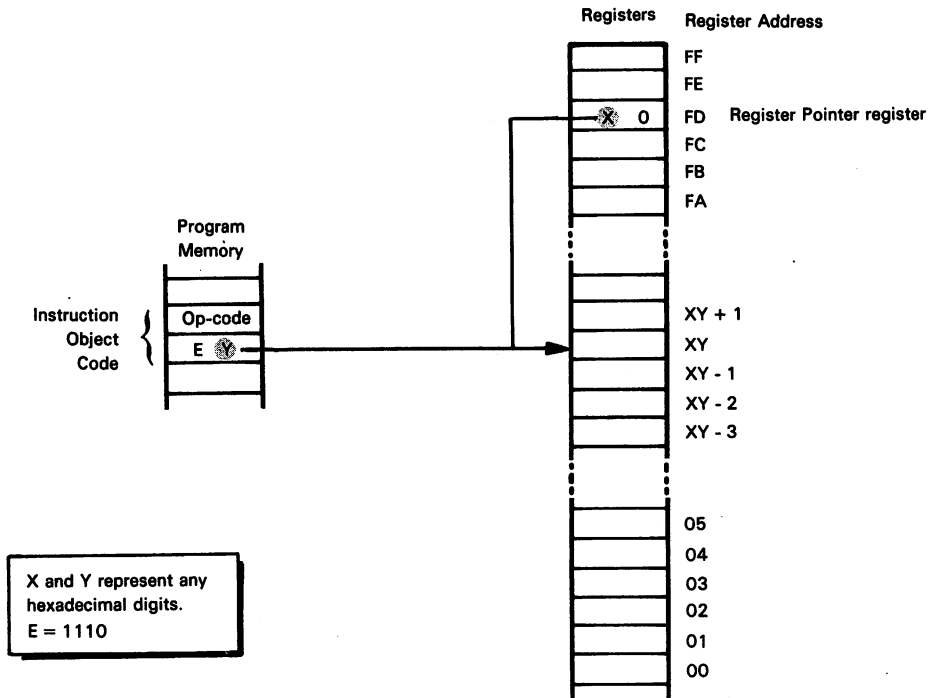 Registers
Register Address
FF
FE
X 0 FD Register Pointer register
FC
FB
FA
Program
Memory
Instruction
Object
Code
Op-code
E Y
XY + 1
XY
XY - 1
XY - 2
XY - 3
05
04
03
02
01
00
X and Y represent any
hexadecimal digits.
E = 1110